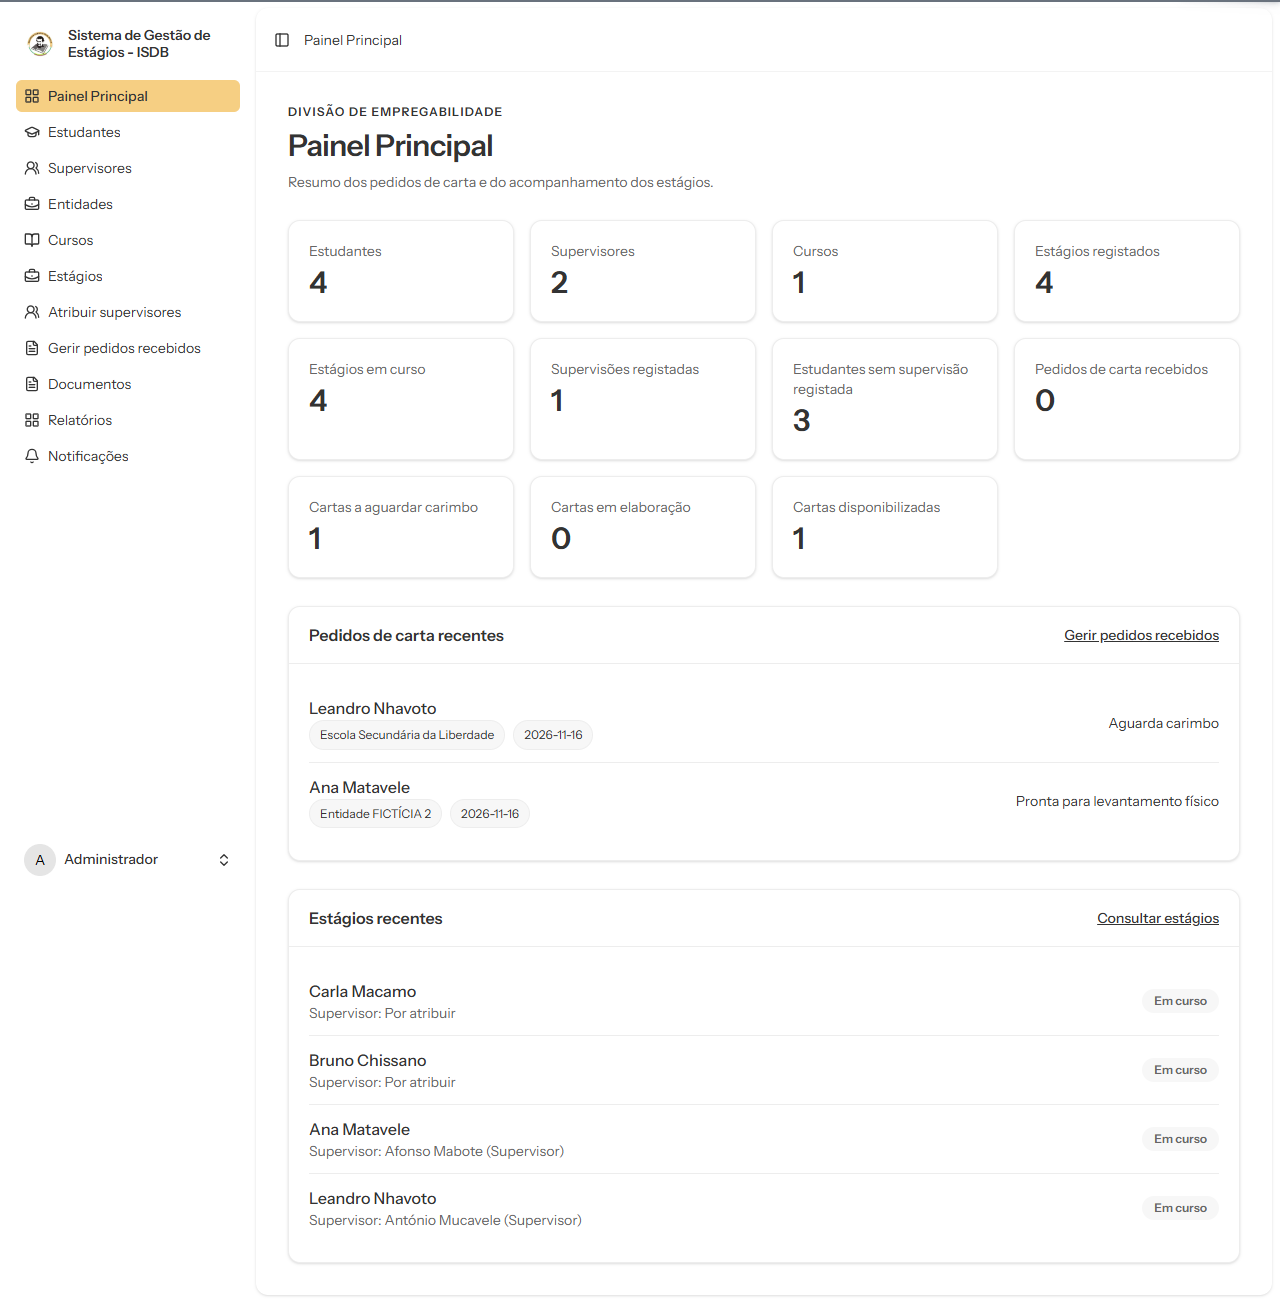 Sistema de Gestão de
Estágios - ISDB
Painel Principal
Estudantes
Supervisores
Entidades
Cursos
Estágios
Atribuir supervisores
Gerir pedidos recebidos
Documentos
Relatórios
Notificações
A Administrador
Painel Principal
DIVISÃO DE EMPREGABILIDADE
Painel Principal
Resumo dos pedidos de carta e do acompanhamento dos estágios.
Estudantes
4
Supervisores
2
Cursos
1
Estágios registados
4
Estágios em curso
4
Supervisões registadas
1
Estudantes sem supervisão
registada
3
Pedidos de carta recebidos
0
Cartas a aguardar carimbo
1
Cartas em elaboração
0
Cartas disponibilizadas
1
Pedidos de carta recentes
Gerir pedidos recebidos
Leandro Nhavoto
Escola Secundária da Liberdade 2026-11-16
Aguarda carimbo
Ana Matavele
Entidade FICTÍCIA 2 2026-11-16
Pronta para levantamento físico
Estágios recentes
Consultar estágios
Carla Macamo
Supervisor: Por atribuir
Em curso
Bruno Chissano
Supervisor: Por atribuir
Em curso
Ana Matavele
Supervisor: Afonso Mabote (Supervisor)
Em curso
Leandro Nhavoto
Supervisor: António Mucavele (Supervisor)
Em curso